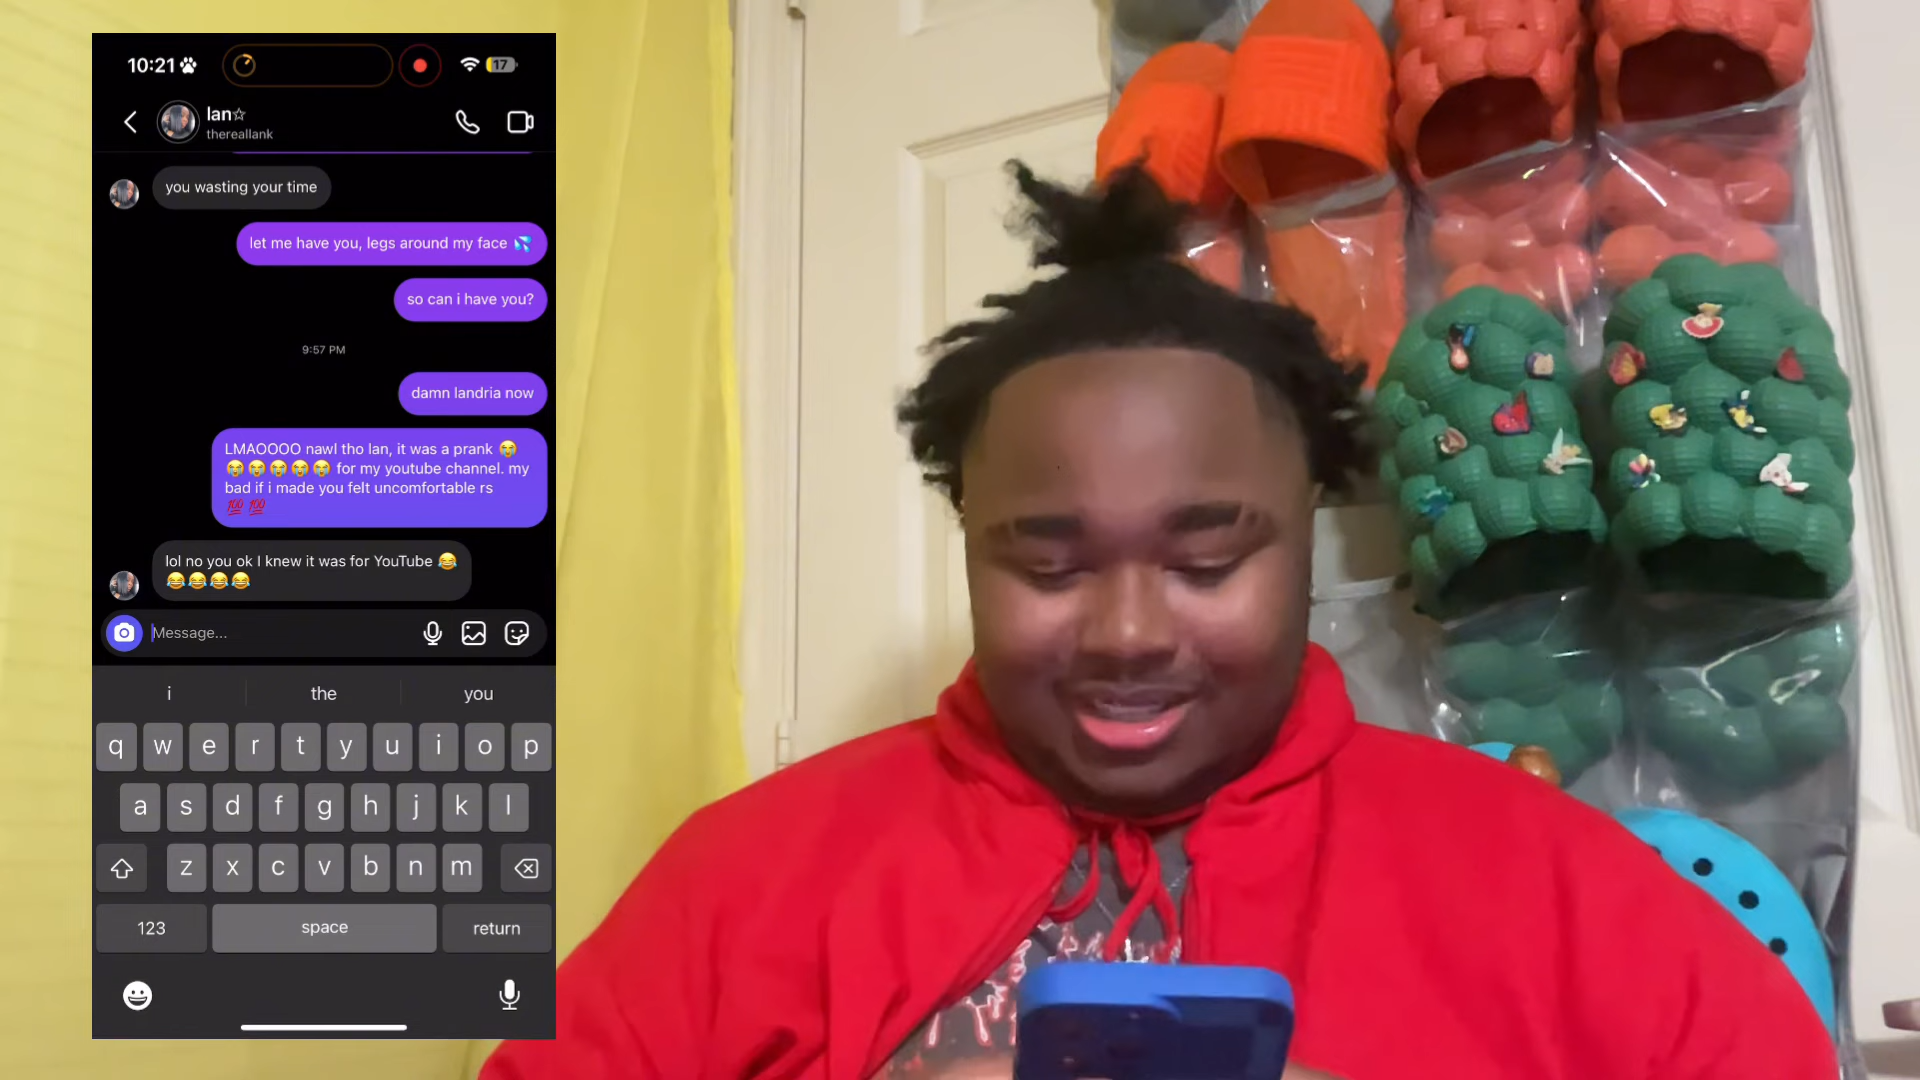 10:21
17
lan☆
thereallank
you wasting your time
let me have you, legs around my face 💦
so can i have you?
9:57 PM
damn landria now
LMAOOOO nawl tho lan, it was a prank 😭
😭😭😭😭😭 for my youtube channel. my
bad if i made you felt uncomfortable rs
💯💯
lol no you ok I knew it was for YouTube 😂
😂😂😂😂
Message...
i the you
q w e r t y u i o p
a s d f g h j k l
z x c v b n m
123 space return